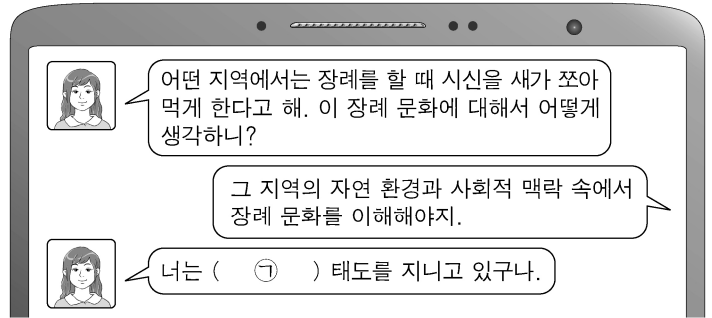 어떤 지역에서는 장례를 할 때 시신을 새가 쪼아
먹게 한다고 해. 이 장례 문화에 대해서 어떻게
생각하니?
그 지역의 자연 환경과 사회적 맥락 속에서
장례 문화를 이해해야지.
너는 ( ㉠ ) 태도를 지니고 있구나.